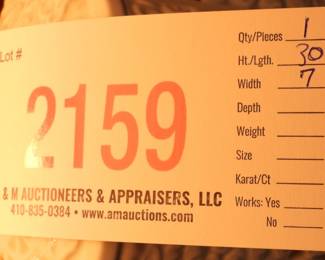 Lot #
2159
& M AUCTIONEERS & APPRAISERS, LLC
410-835-0384 • www.amauctions.com
Qty/Pieces 1
Ht./Lgth. 30
Width 7
Depth
Weight
Size
Karat/Ct
Works: Yes
No